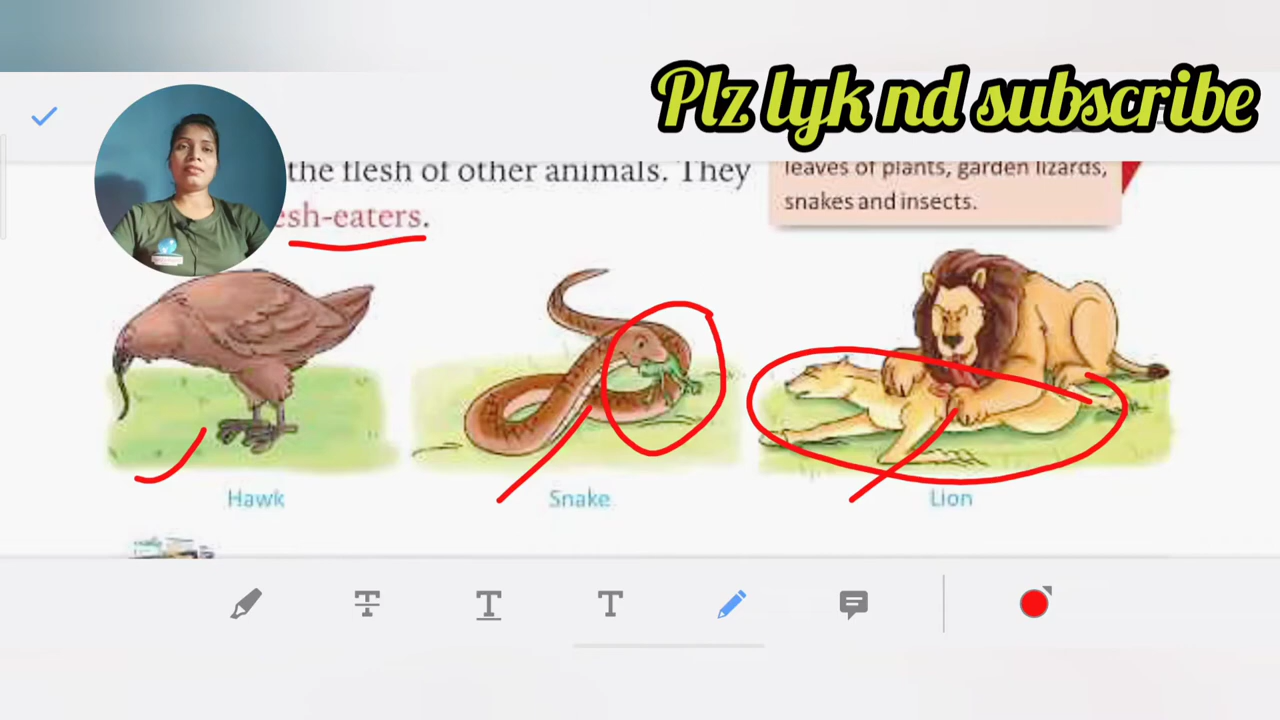 Plz lyk nd subscribe
the flesh of other animals. They
esh-eaters.
leaves of plants, garden lizards,
snakes and insects.
Hawk
Snake
Lion